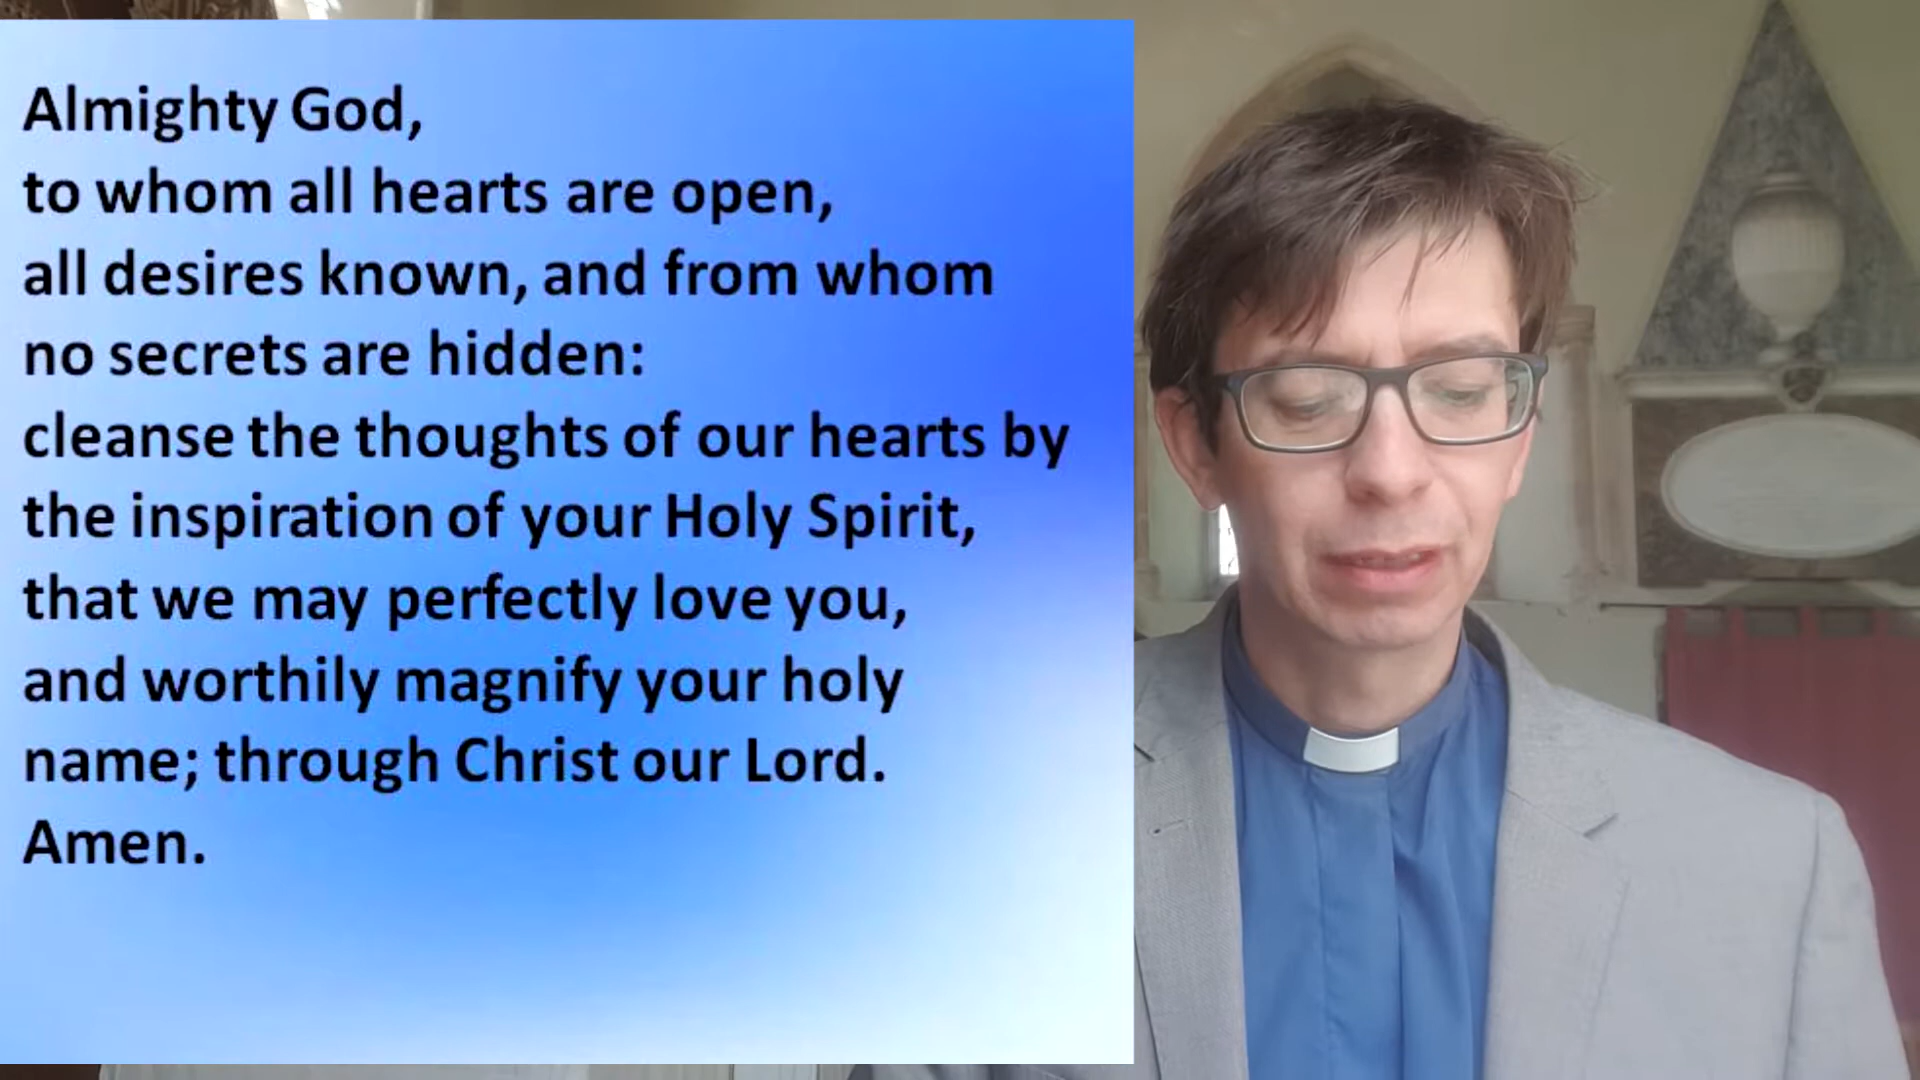 Almighty God,
to whom all hearts are open,
all desires known, and from whom
no secrets are hidden:
cleanse the thoughts of our hearts by
the inspiration of your Holy Spirit,
that we may perfectly love you,
and worthily magnify your holy
name; through Christ our Lord.
Amen.